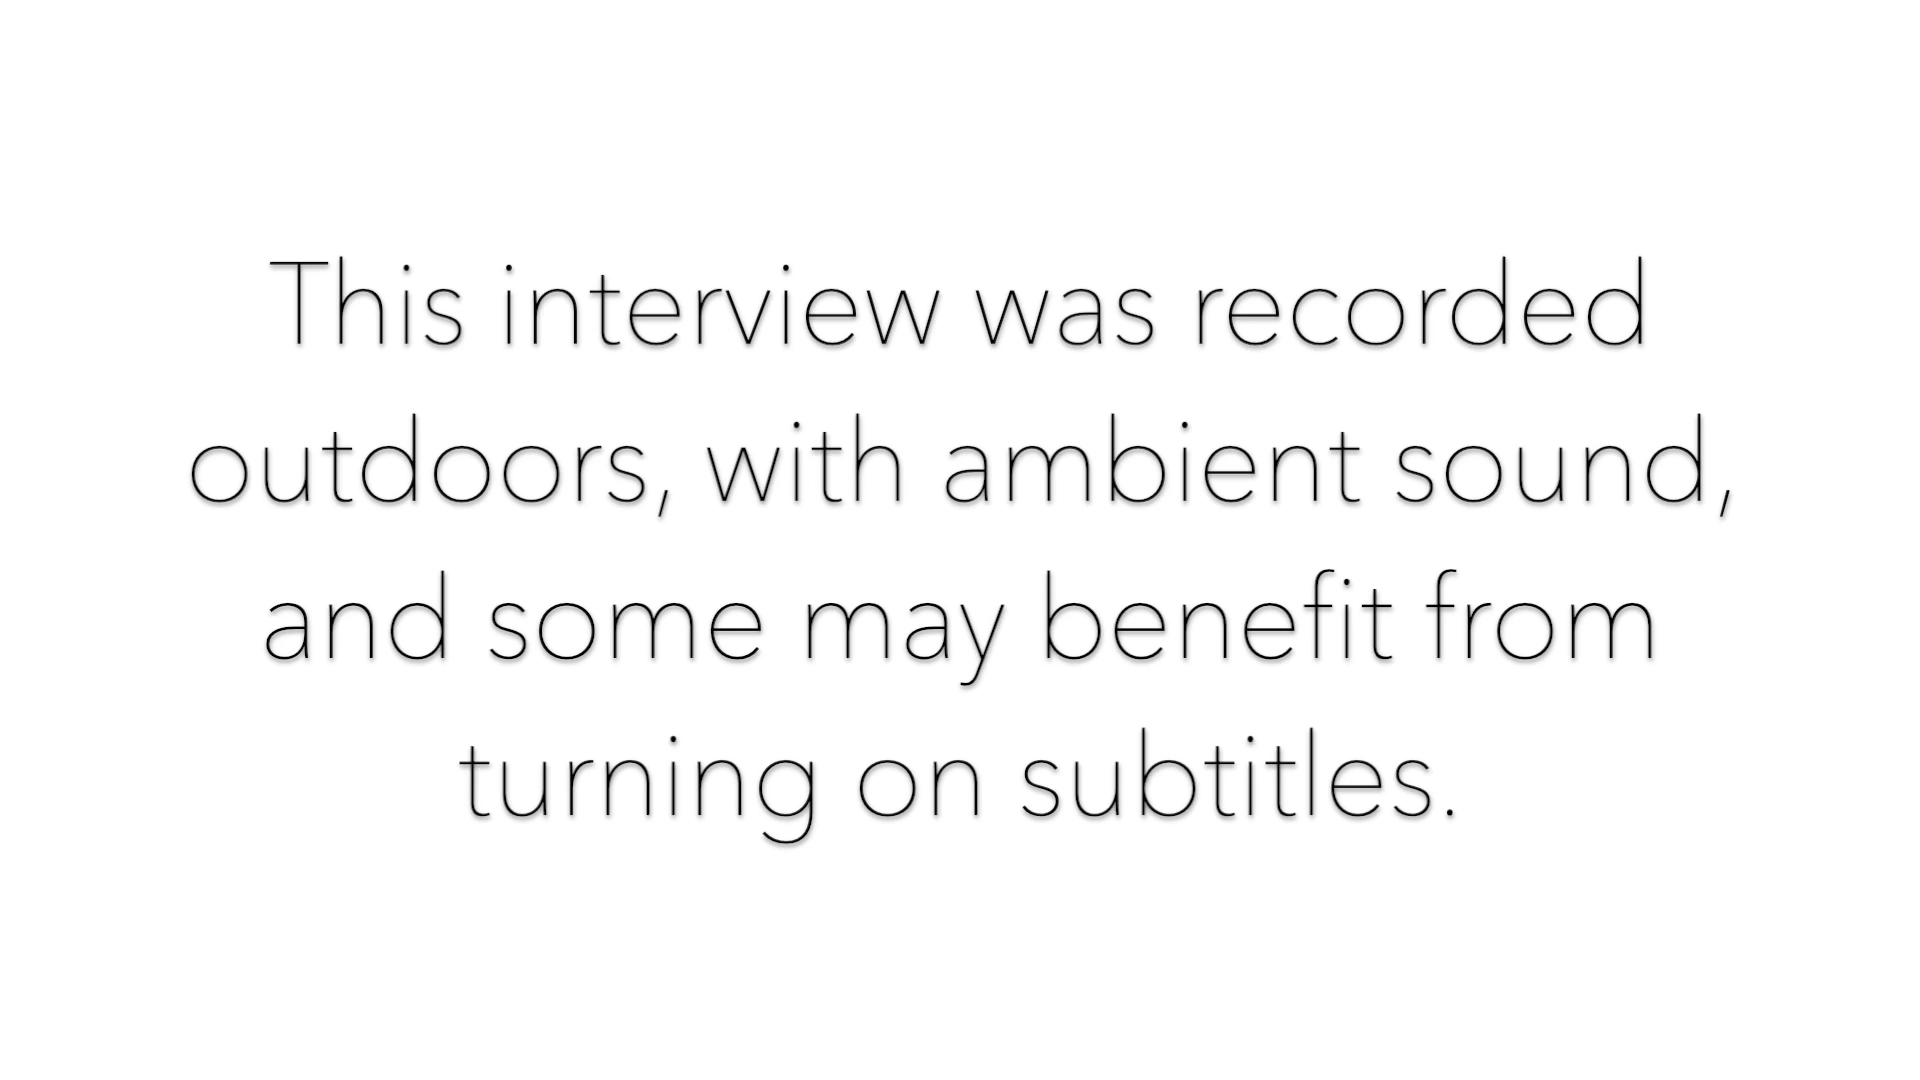 This interview was recorded
outdoors, with ambient sound,
and some may benefit from
turning on subtitles.